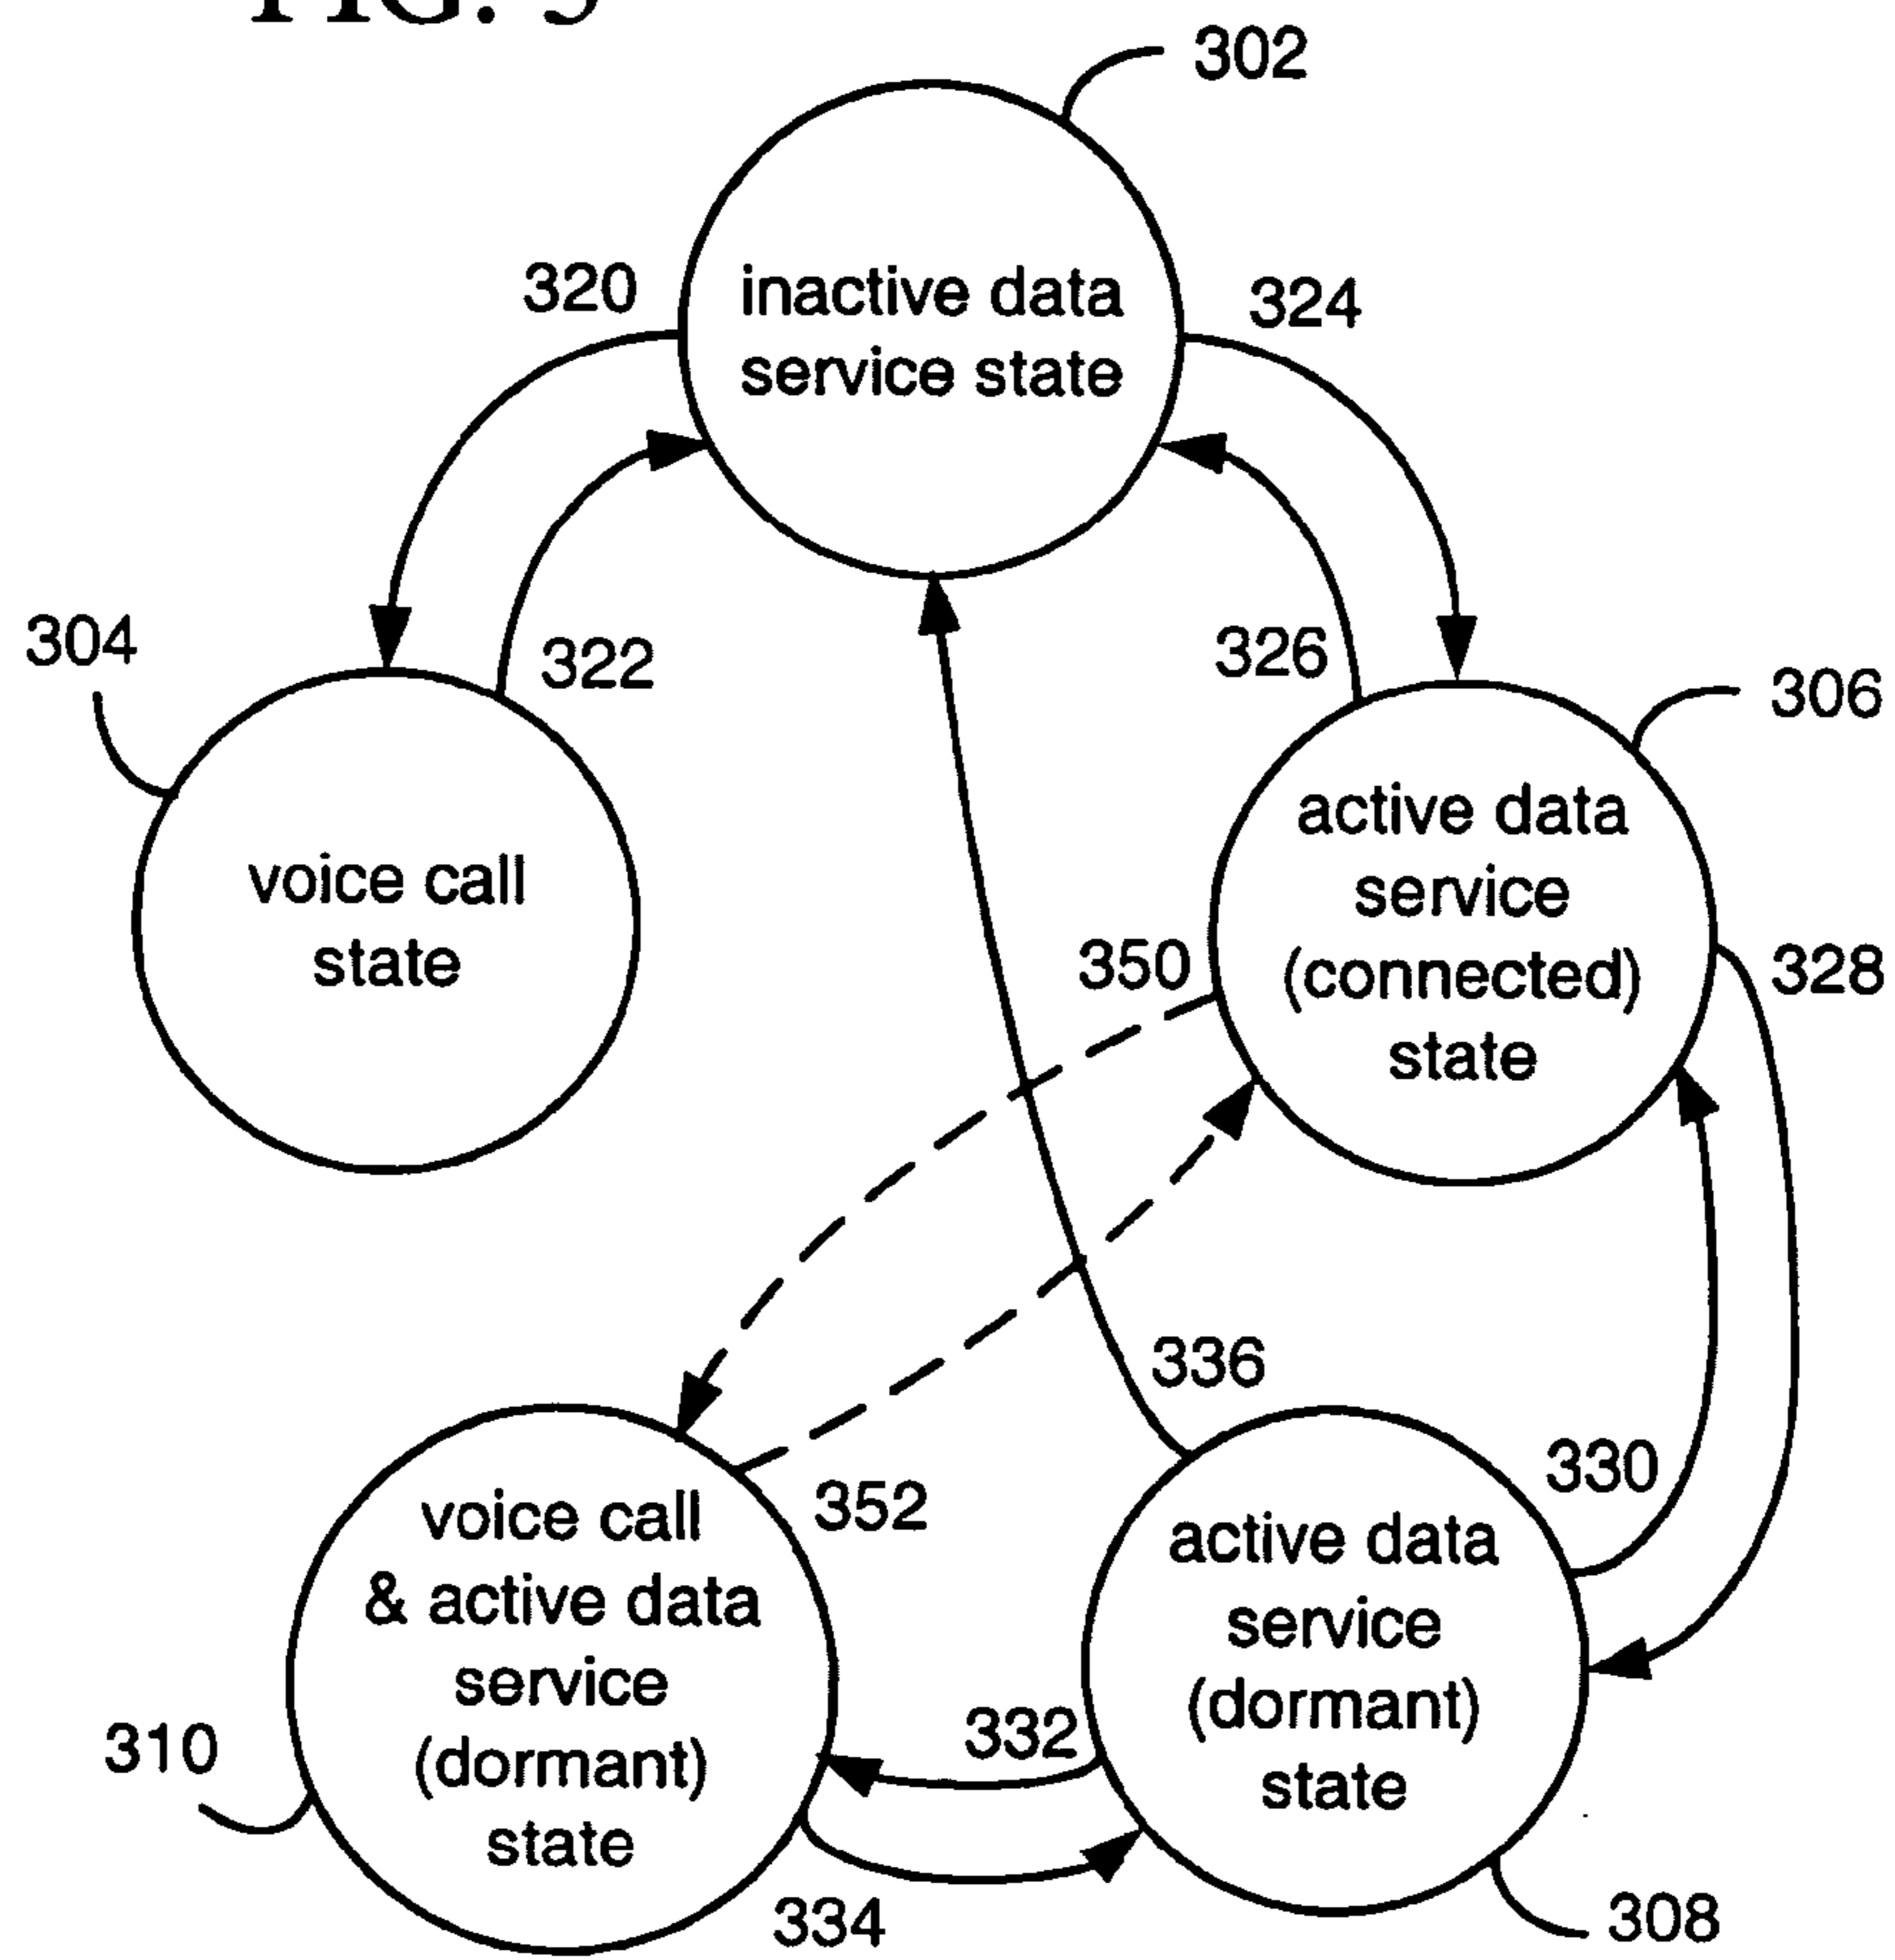 FIG. 3
302
320
inactive data
service state
324
304
322
326
306
voice call
state
active data
service
(connected)
state
350
328
336
352
330
voice call
& active data
service
(dormant)
state
active data
service
(dormant)
state
310
332
334
308